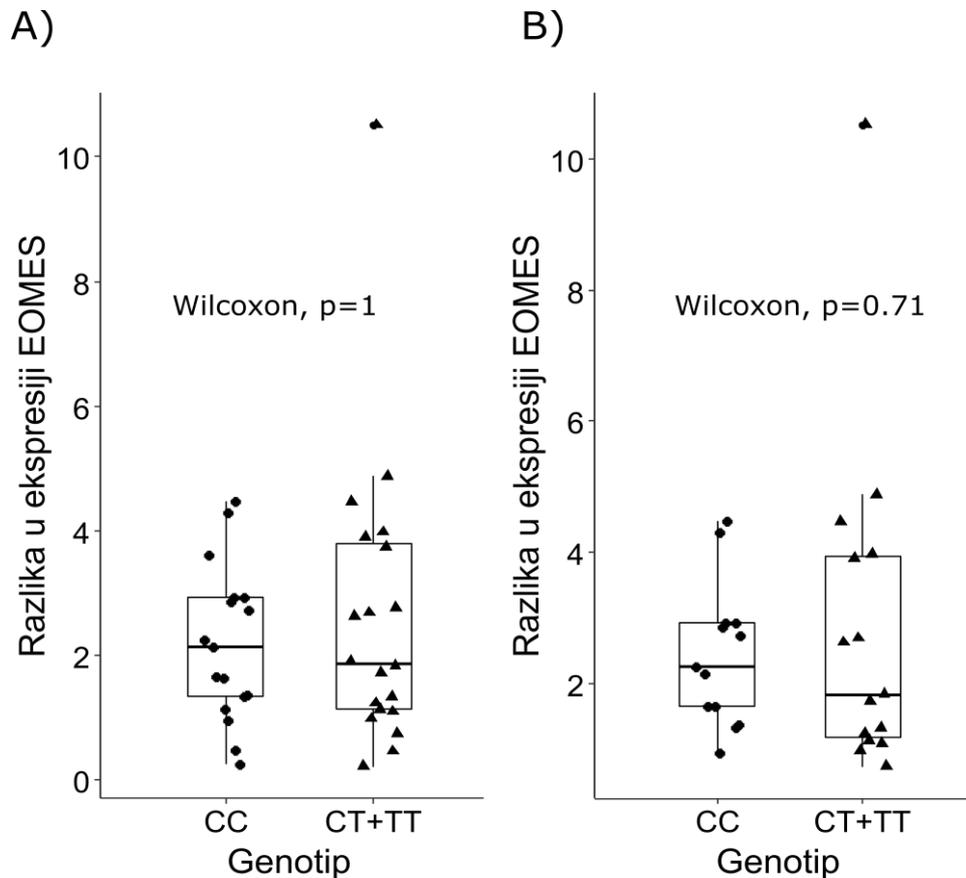 A)
Razlika u ekspresiji EOMES
10
8
6
4
2
0
Wilcoxon, p=1
CC CT+TT
Genotip
B)
Razlika u ekspresiji EOMES
10
8
6
4
2
Wilcoxon, p=0.71
CC CT+TT
Genotip